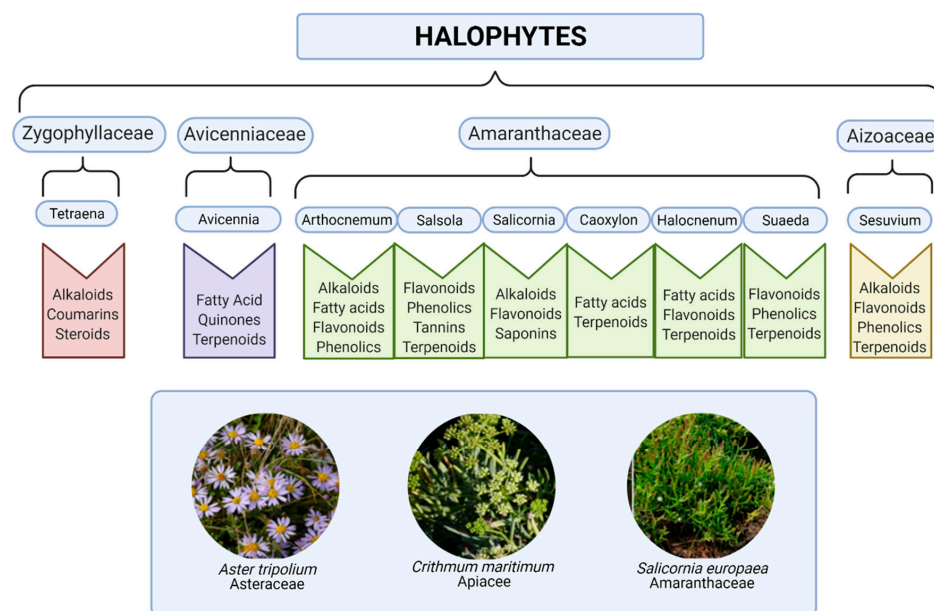 HALOPHYTES
Zygophyllaceae
Avicenniaceae
Amaranthaceae
Aizoaceae
Tetraena
Avicennia
Arthocnemum
Salsola
Salicornia
Caoxylon
Halocnenum
Suaeda
Sesuvium
Alkaloids
Coumarins
Steroids
Fatty Acid
Quinones
Terpenoids
Alkaloids
Fatty acids
Flavonoids
Phenolics
Flavonoids
Phenolics
Tannins
Terpenoids
Alkaloids
Flavonoids
Saponins
Fatty acids
Terpenoids
Fatty acids
Flavonoids
Terpenoids
Flavonoids
Phenolics
Terpenoids
Alkaloids
Flavonoids
Phenolics
Terpenoids
Aster tripolium
Asteraceae
Crithmum maritimum
Apiacee
Salicornia europaea
Amaranthaceae